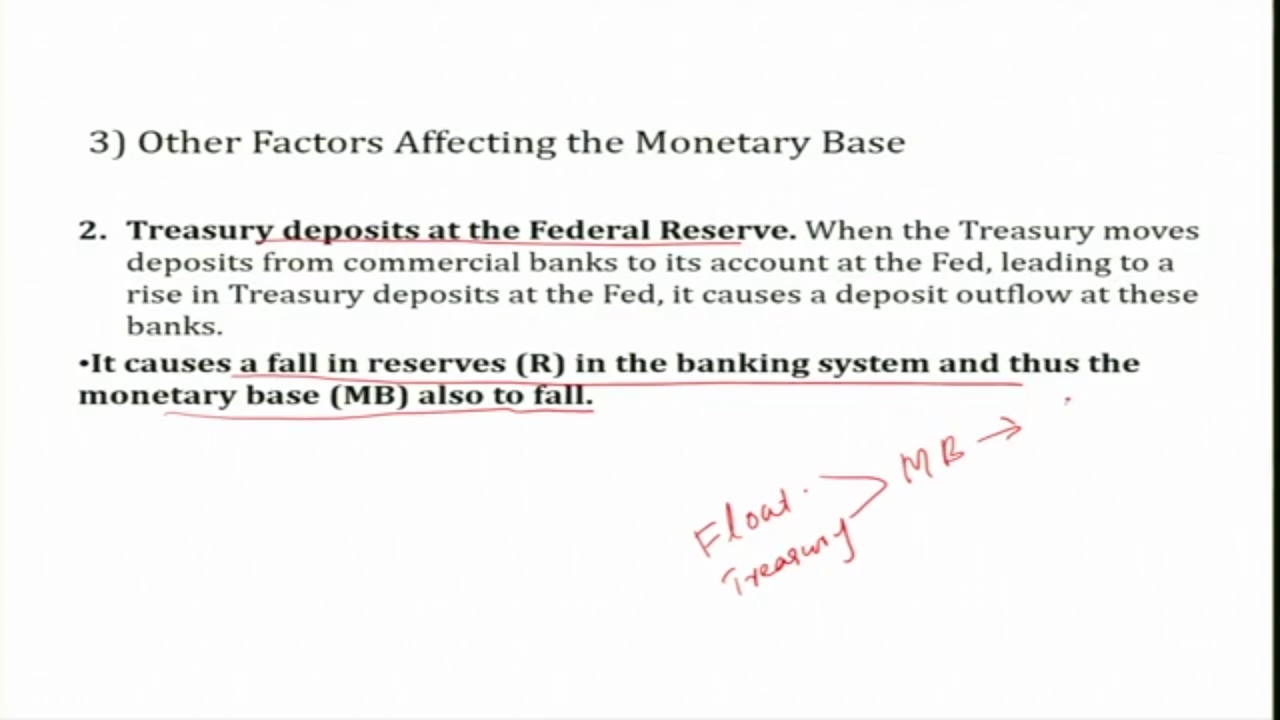 3) Other Factors Affecting the Monetary Base
2. Treasury deposits at the Federal Reserve. When the Treasury moves
deposits from commercial banks to its account at the Fed, leading to a
rise in Treasury deposits at the Fed, it causes a deposit outflow at these
banks.
•It causes a fall in reserves (R) in the banking system and thus the
monetary base (MB) also to fall.
MB →
Float
Treasury